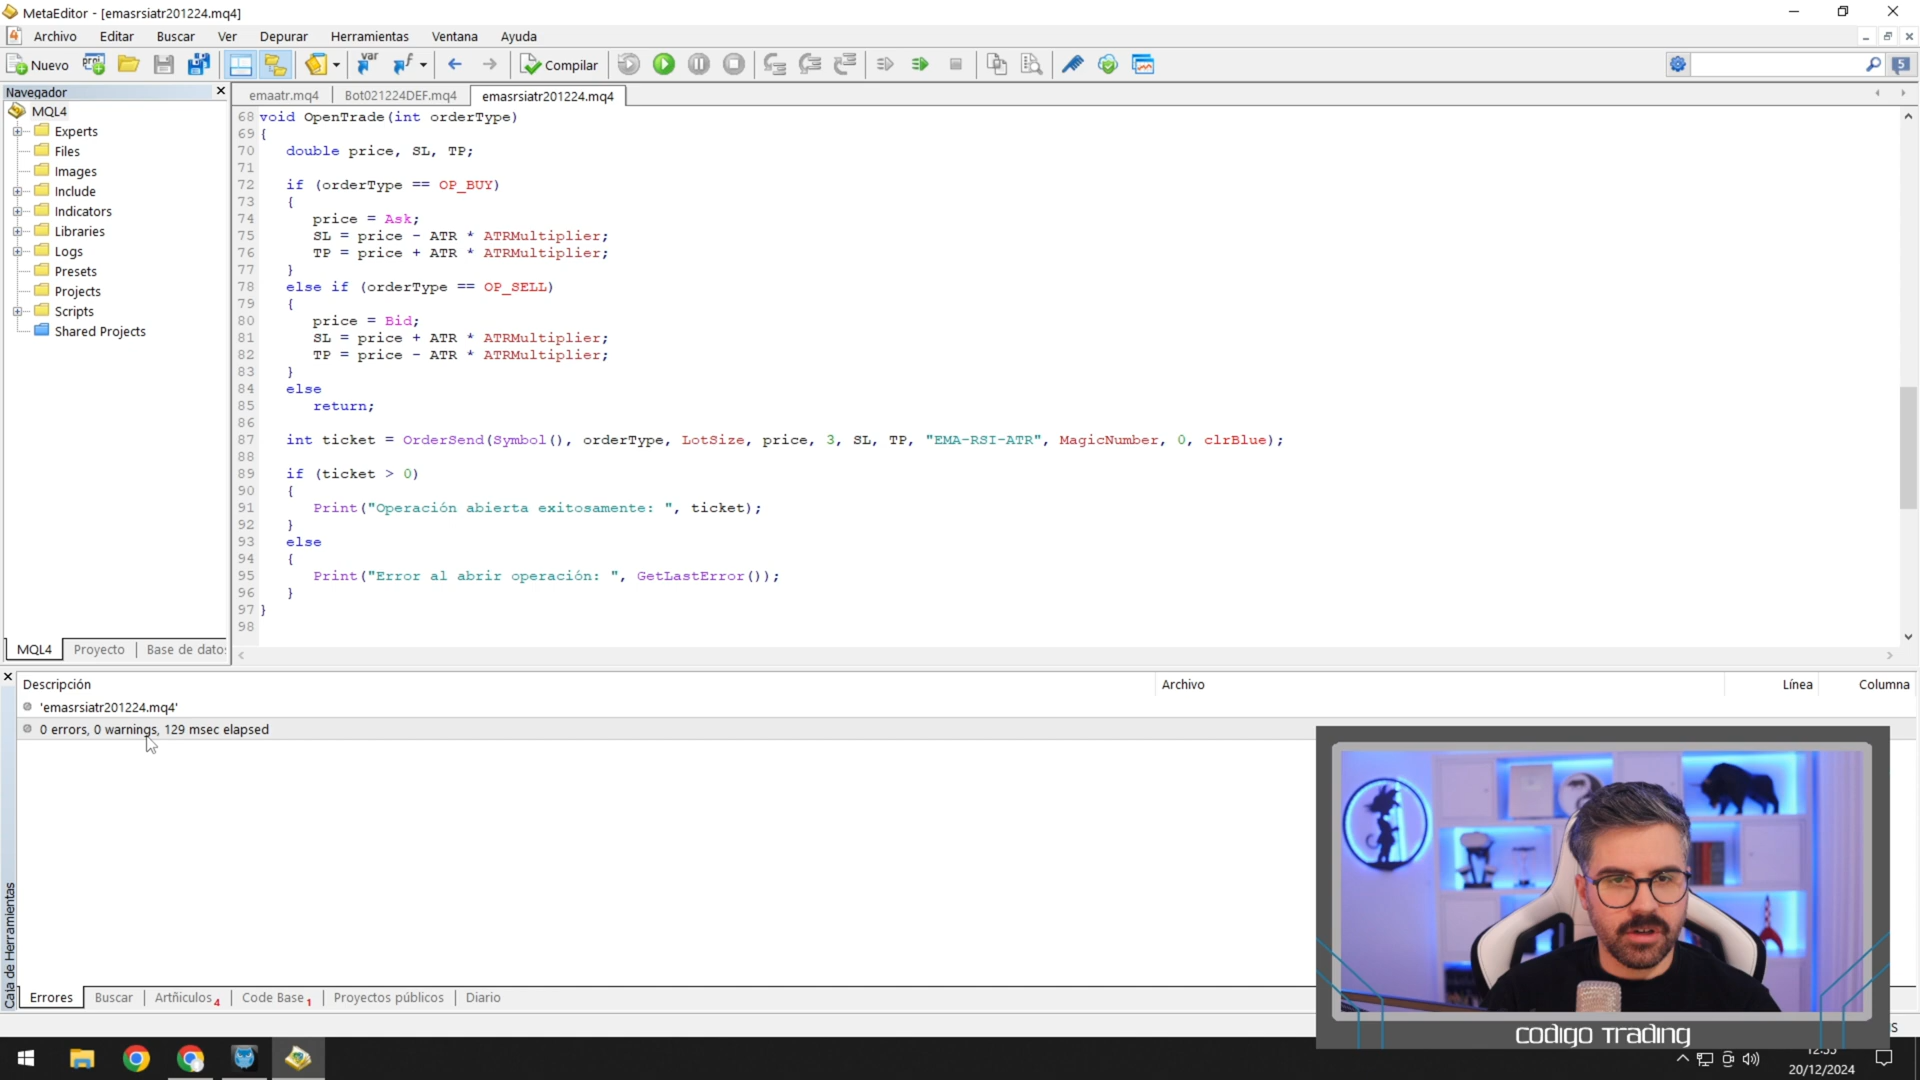 MetaEditor - [emasrsiatr201224.mq4]
Archivo Editar Buscar Ver Depurar Herramientas Ventana Ayuda
Nuevo Compilar
5
Navegador
emaatr.mq4 Bot021224DEF.mq4 emasrsiatr201224.mq4
MQL4
Experts
Files
Images
Include
Indicators
Libraries
Logs
Presets
Projects
Scripts
Shared Projects
MQL4 Proyecto Base de dato
68 void OpenTrade(int orderType)
69 {
70 double price, SL, TP;
71
72 if (orderType == OP_BUY)
73 {
74 price = Ask;
75 SL = price - ATR * ATRMultiplier;
76 TP = price + ATR * ATRMultiplier;
77 }
78 else if (orderType == OP_SELL)
79 {
80 price = Bid;
81 SL = price + ATR * ATRMultiplier;
82 TP = price - ATR * ATRMultiplier;
83 }
84 else
85 return;
86
87 int ticket = OrderSend(Symbol(), orderType, LotSize, price, 3, SL, TP, "EMA-RSI-ATR", MagicNumber, 0, clrBlue);
88
89 if (ticket > 0)
90 {
91 Print("Operación abierta exitosamente: ", ticket);
92 }
93 else
94 {
95 Print("Error al abrir operación: ", GetLastError());
96 }
97 }
98
Descripción Archivo Línea Columna
'emasrsiatr201224.mq4'
0 errors, 0 warnings, 129 msec elapsed
Caja de Herramientas
Errores Buscar Artñiculos 4 Code Base 1 Proyectos públicos Diario
CODIGO TRADING
20/12/2024